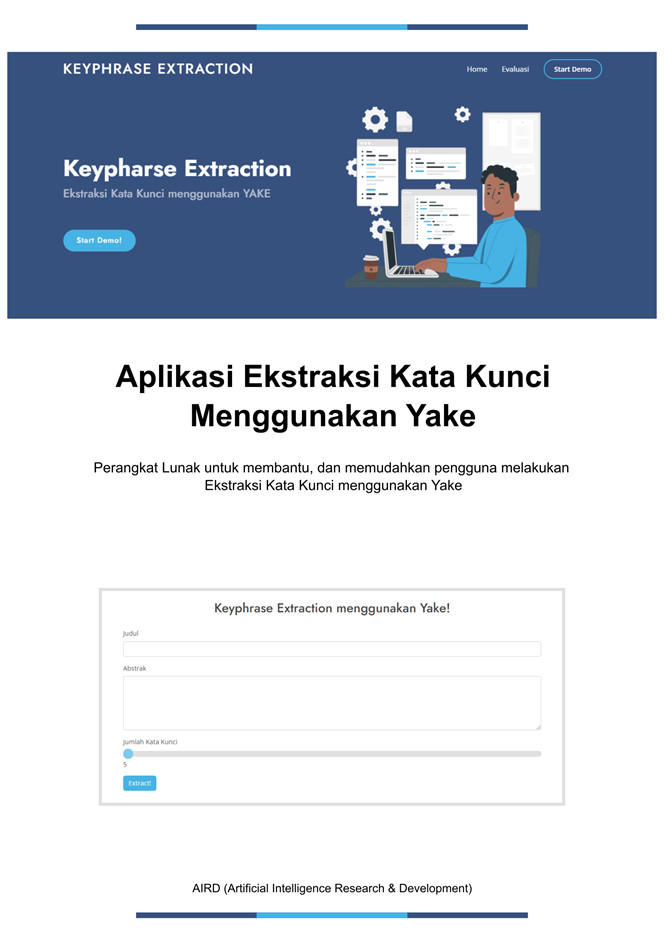 KEYPHRASE EXTRACTION
Home Evaluasi Start Demo
Keypharse Extraction
Ekstraksi Kata Kunci menggunakan YAKE
Start Demo!
Aplikasi Ekstraksi Kata Kunci
Menggunakan Yake
Perangkat Lunak untuk membantu, dan memudahkan pengguna melakukan
Ekstraksi Kata Kunci menggunakan Yake
Keyphrase Extraction menggunakan Yake!
Judul
Abstrak
Jumlah Kata Kunci
5
Extract!
AIRD (Artificial Intelligence Research & Development)